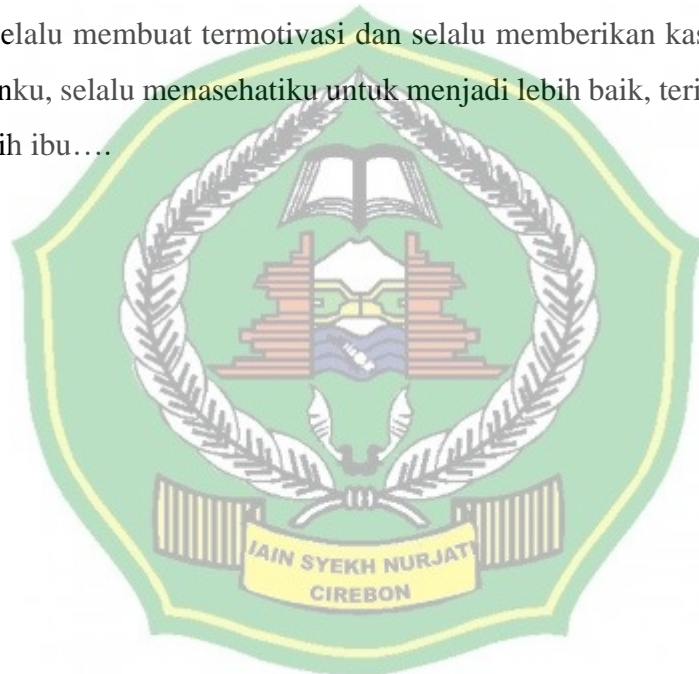 elalu membuat termotivasi dan selalu memberikan kas
nku, selalu menasehatiku untuk menjadi lebih baik, teri
ih ibu….
IAIN SYEKH NURJATI
CIREBON